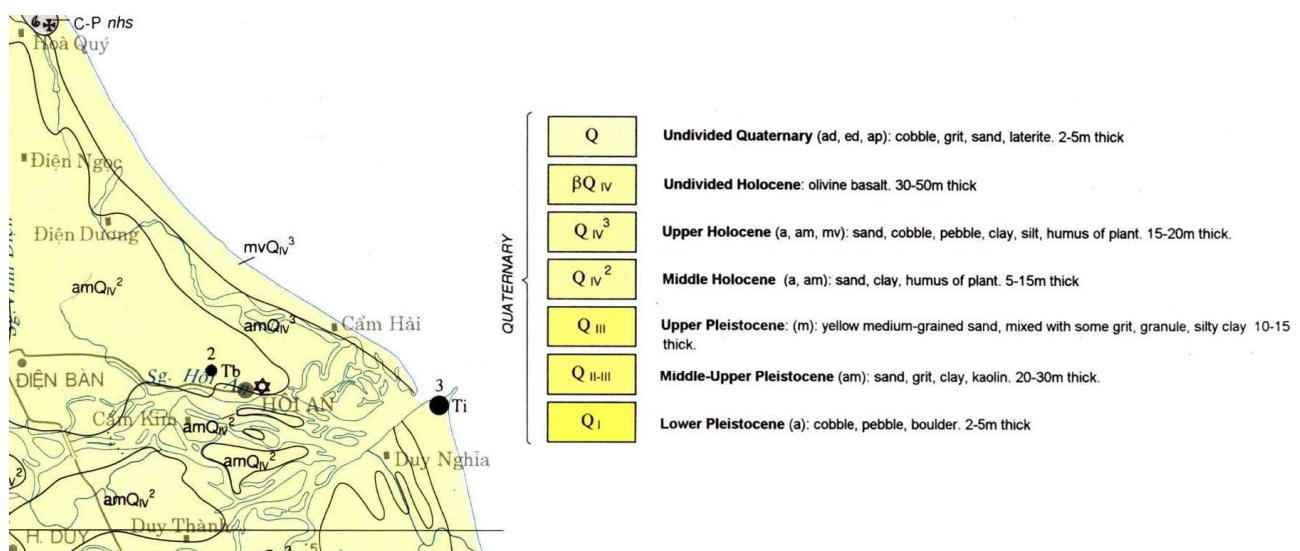 6
C-P nhs
Hoà Quý
Điện Ngọc
Điện Dương
mvQIV3
amQIV2
amQIV3
Cẩm Hải
2
Tb
ĐIỆN BÀN
Sg. Hội An
HỘI AN
3
Ti
Cẩm Kim
amQIV2
amQIV2
Duy Nghĩa
amQIV2
Duy Thành
H. DUY
5
QUATERNARY
Q
Undivided Quaternary (ad, ed, ap): cobble, grit, sand, laterite. 2-5m thick
βQ IV
Undivided Holocene: olivine basalt. 30-50m thick
Q IV3
Upper Holocene (a, am, mv): sand, cobble, pebble, clay, silt, humus of plant. 15-20m thick.
Q IV2
Middle Holocene (a, am): sand, clay, humus of plant. 5-15m thick
Q III
Upper Pleistocene: (m): yellow medium-grained sand, mixed with some grit, granule, silty clay 10-15
thick.
Q II-III
Middle-Upper Pleistocene (am): sand, grit, clay, kaolin. 20-30m thick.
Q I
Lower Pleistocene (a): cobble, pebble, boulder. 2-5m thick